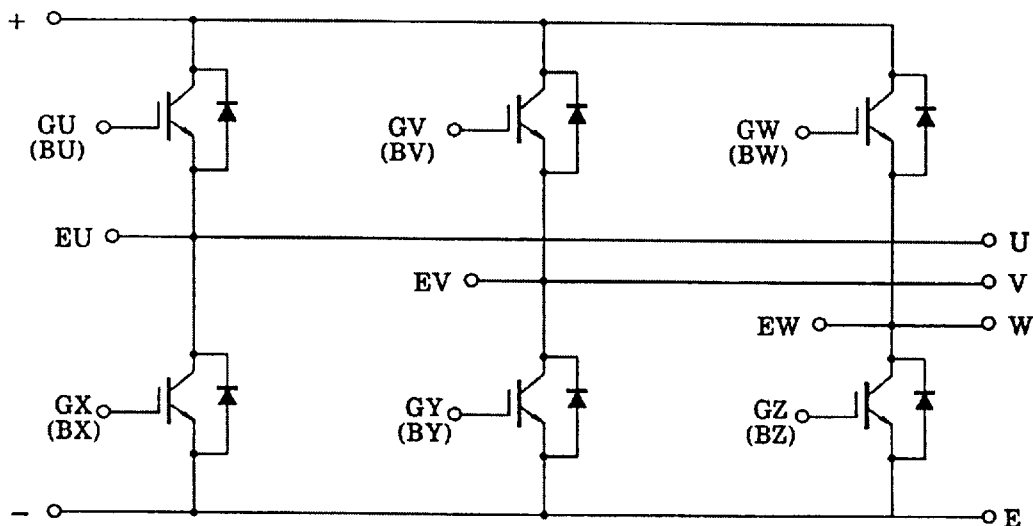 +
GU
(BU)
GV
(BV)
GW
(BW)
EU
U
EV
V
EW
W
GX
(BX)
GY
(BY)
GZ
(BZ)
−
E